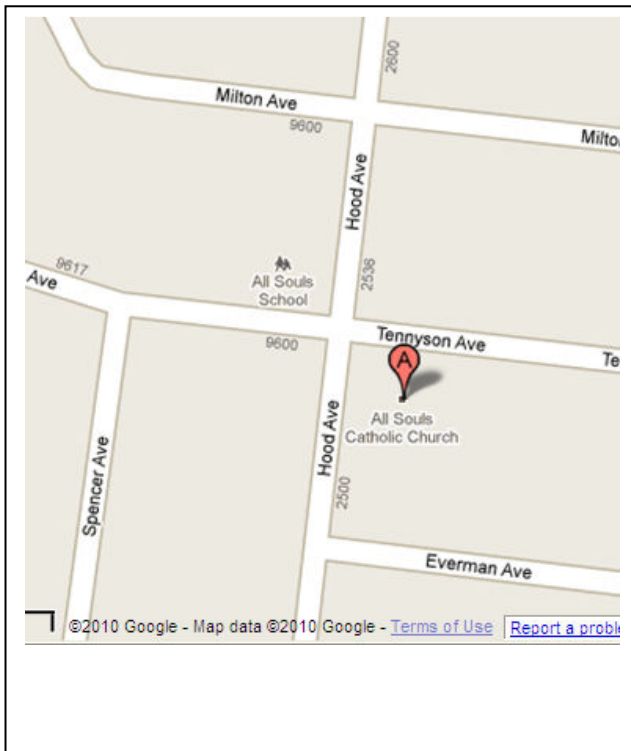 2600
Milton Ave
9600
Milto
Hood Ave
2536
9617
Ave
All Souls
School
Tennyson Ave
9600
Te
A
All Souls
Catholic Church
Hood Ave
2500
Spencer Ave
Everman Ave
©2010 Google - Map data ©2010 Google - Terms of Use Report a proble